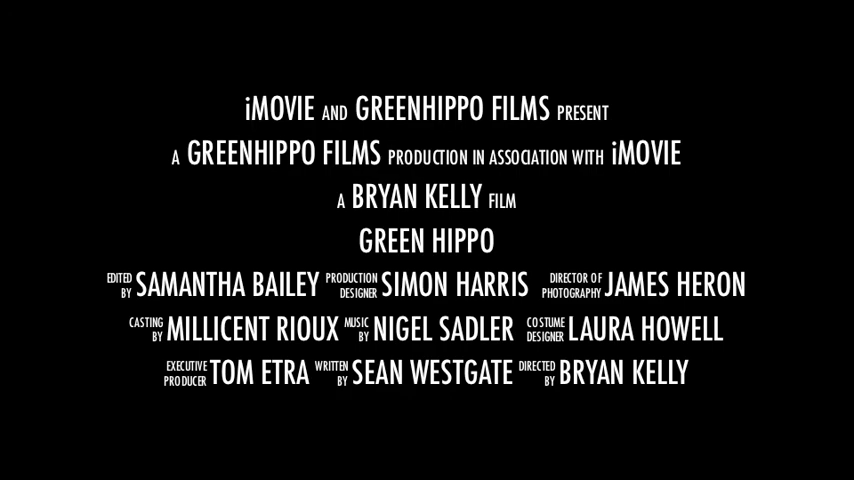 iMOVIE AND GREENHIPPO FILMS PRESENT
A GREENHIPPO FILMS PRODUCTION IN ASSOCIATION WITH iMOVIE
A BRYAN KELLY FILM
GREEN HIPPO
EDITED BY SAMANTHA BAILEY PRODUCTION DESIGNER SIMON HARRIS DIRECTOR OF PHOTOGRAPHY JAMES HERON
CASTING BY MILLICENT RIOUX MUSIC BY NIGEL SADLER COSTUME DESIGNER LAURA HOWELL
EXECUTIVE PRODUCER TOM ETRA WRITTEN BY SEAN WESTGATE DIRECTED BY BRYAN KELLY